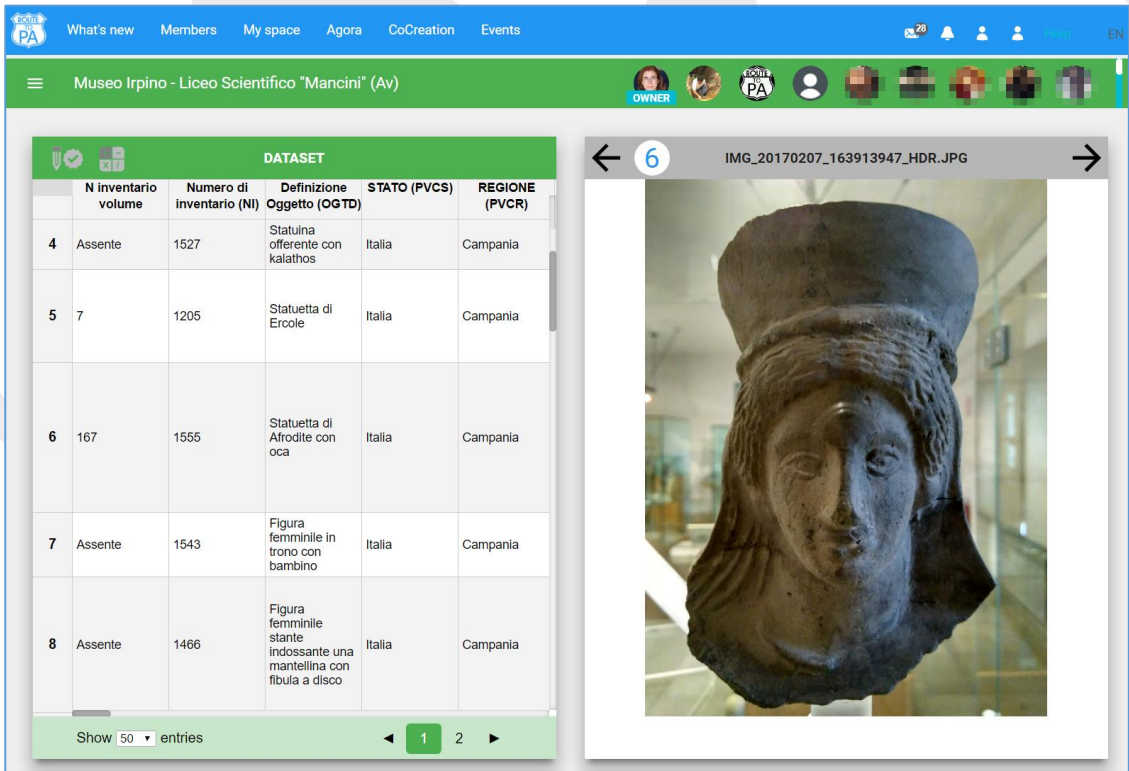 ROUTE TO PA What's new Members My space Agora CoCreation Events 28 Help EN
Museo Irpino - Liceo Scientifico "Mancini" (Av) OWNER ROUTE TO PA
DATASET
N inventario volume Numero di inventario (NI) Definizione Oggetto (OGTD) STATO (PVCS) REGIONE (PVCR)
4 Assente 1527 Statuina offerente con kalathos Italia Campania
5 7 1205 Statuetta di Ercole Italia Campania
6 167 1555 Statuetta di Afrodite con oca Italia Campania
7 Assente 1543 Figura femminile in trono con bambino Italia Campania
8 Assente 1466 Figura femminile stante indossante una mantellina con fibula a disco Italia Campania
Show 50 entries 1 2
6 IMG_20170207_163913947_HDR.JPG